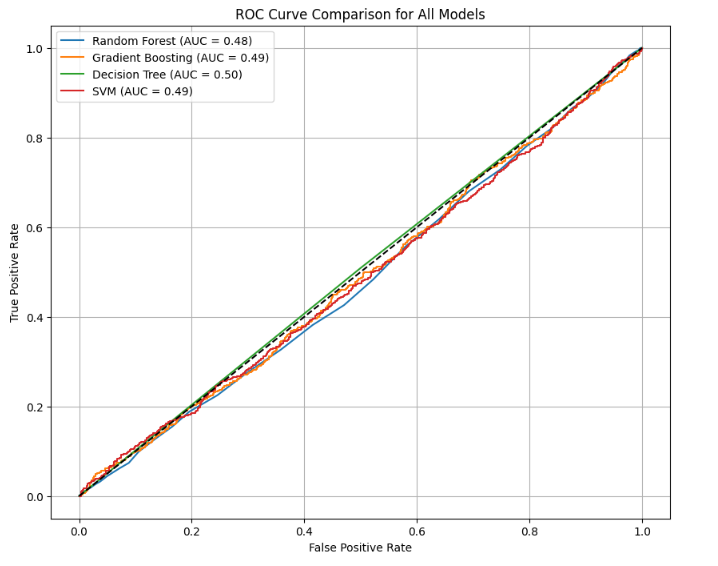 ROC Curve Comparison for All Models
Random Forest (AUC = 0.48)
Gradient Boosting (AUC = 0.49)
Decision Tree (AUC = 0.50)
SVM (AUC = 0.49)
True Positive Rate
1.0
0.8
0.6
0.4
0.2
0.0
0.0 0.2 0.4 0.6 0.8 1.0
False Positive Rate